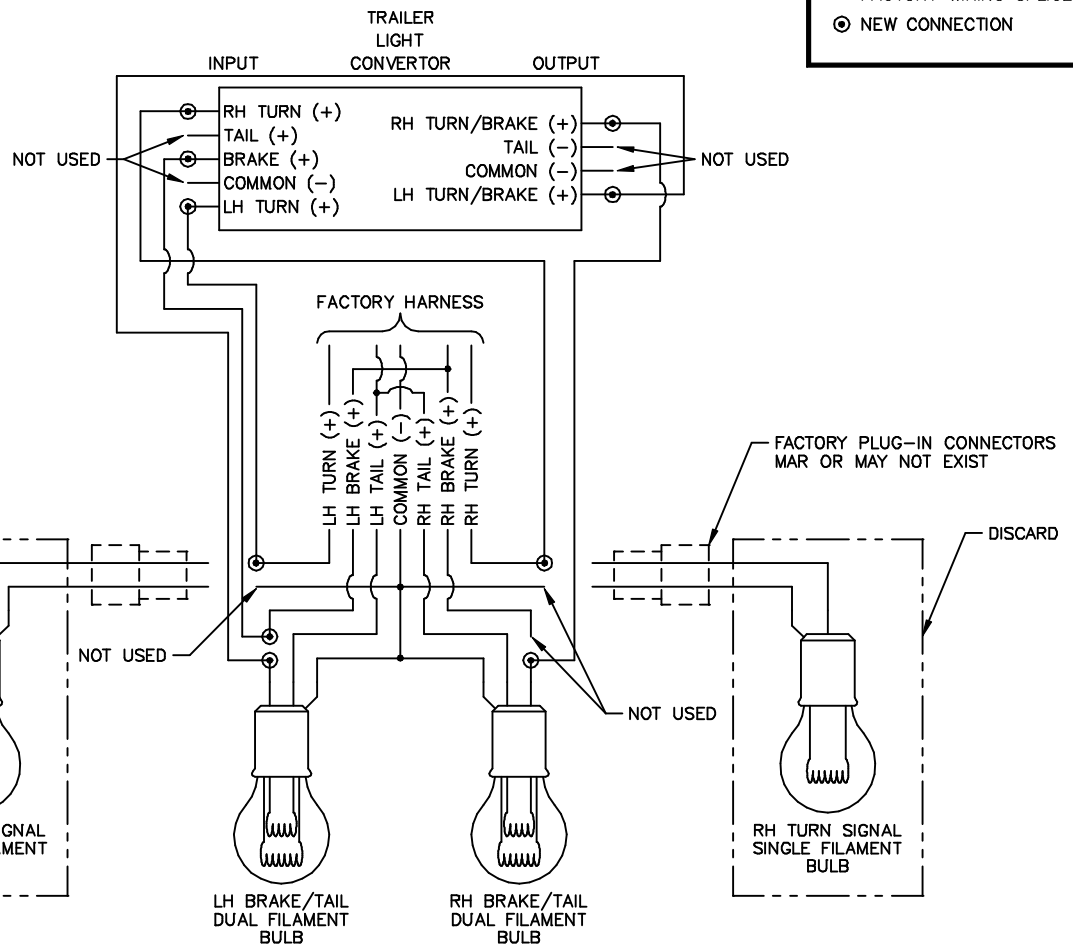 NEW CONNECTION
TRAILER
LIGHT
CONVERTOR
INPUT
OUTPUT
RH TURN (+)
TAIL (+)
BRAKE (+)
COMMON (-)
LH TURN (+)
RH TURN/BRAKE (+)
TAIL (-)
COMMON (-)
LH TURN/BRAKE (+)
NOT USED
NOT USED
FACTORY HARNESS
LH TURN (+)
LH BRAKE (+)
LH TAIL (+)
COMMON (-)
RH TAIL (+)
RH BRAKE (+)
RH TURN (+)
FACTORY PLUG-IN CONNECTORS
MAR OR MAY NOT EXIST
DISCARD
NOT USED
NOT USED
GNAL
MENT
LH BRAKE/TAIL
DUAL FILAMENT
BULB
RH BRAKE/TAIL
DUAL FILAMENT
BULB
RH TURN SIGNAL
SINGLE FILAMENT
BULB